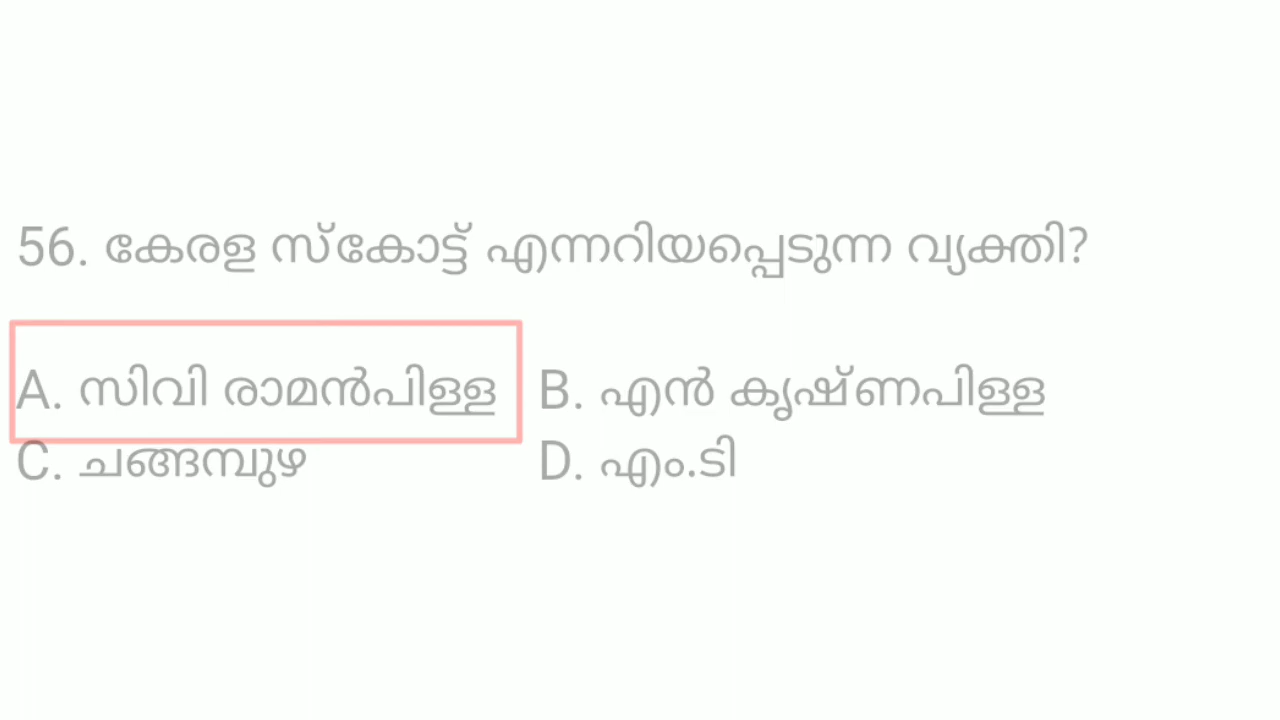 56. കേരള സ്കോട്ട് എന്നറിയപ്പെടുന്ന വ്യക്തി?
A. സിവി രാമൻപിള്ള B. എൻ കൃഷ്ണപിള്ള
C. ചങ്ങമ്പുഴ D. എം.ടി